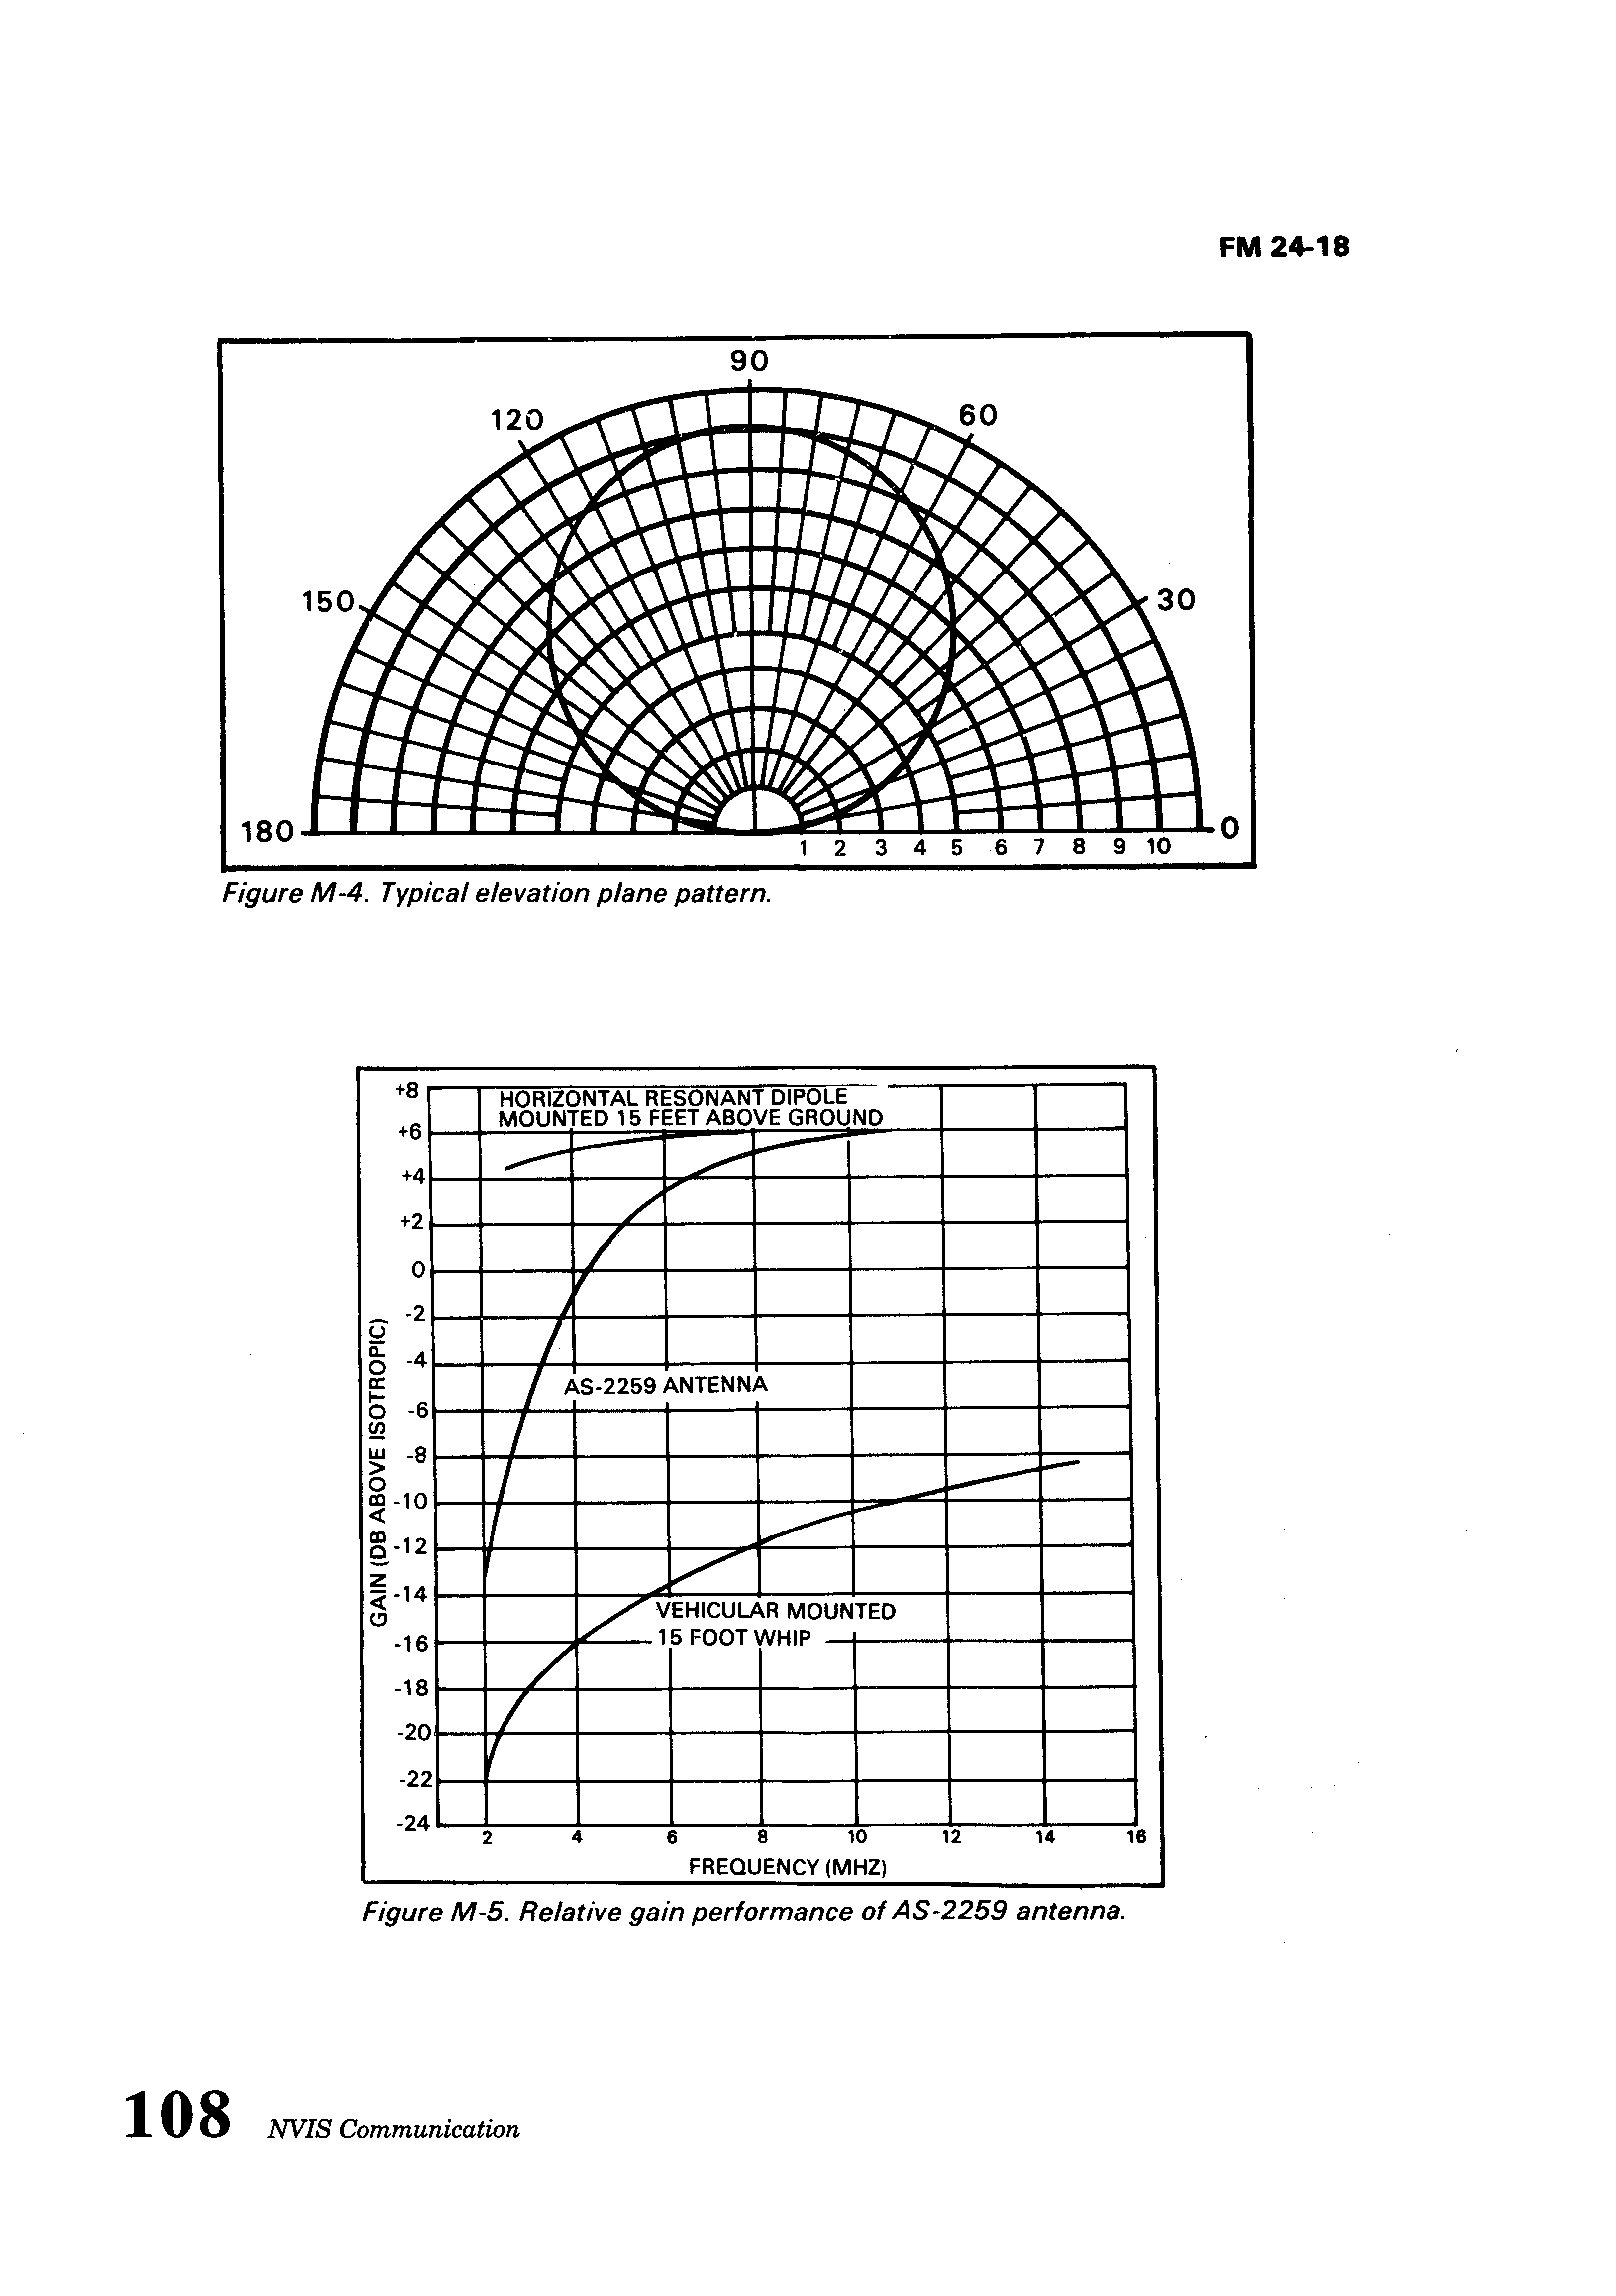 FM 24-18
90
120
60
150
30
180
0
1 2 3 4 5 6 7 8 9 10
Figure M-4. Typical elevation plane pattern.
+8
HORIZONTAL RESONANT DIPOLE
MOUNTED 15 FEET ABOVE GROUND
+6
+4
+2
0
-2
-4
AS-2259 ANTENNA
-6
-8
-10
-12
-14
VEHICULAR MOUNTED
15 FOOT WHIP
-16
-18
-20
-22
-24
GAIN (DB ABOVE ISOTROPIC)
2 4 6 8 10 12 14 16
FREQUENCY (MHZ)
Figure M-5. Relative gain performance of AS-2259 antenna.
108 NVIS Communication